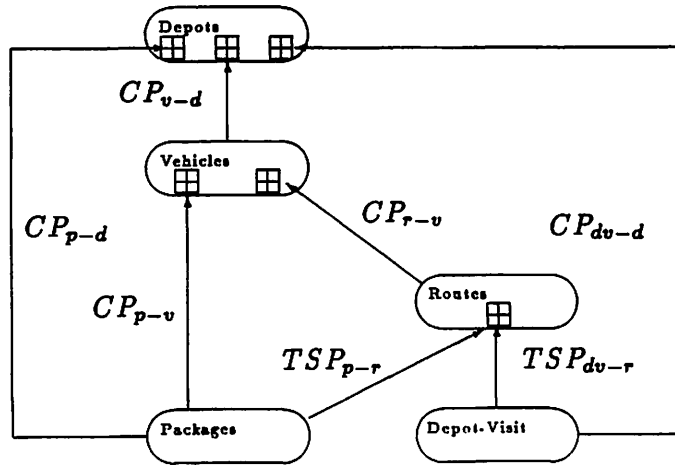 Depots
CP_{v-d}
Vehicles
CP_{p-d}
CP_{r-v}
CP_{dv-d}
CP_{p-v}
Routes
TSP_{p-r}
TSP_{dv-r}
Packages
Depot-Visit